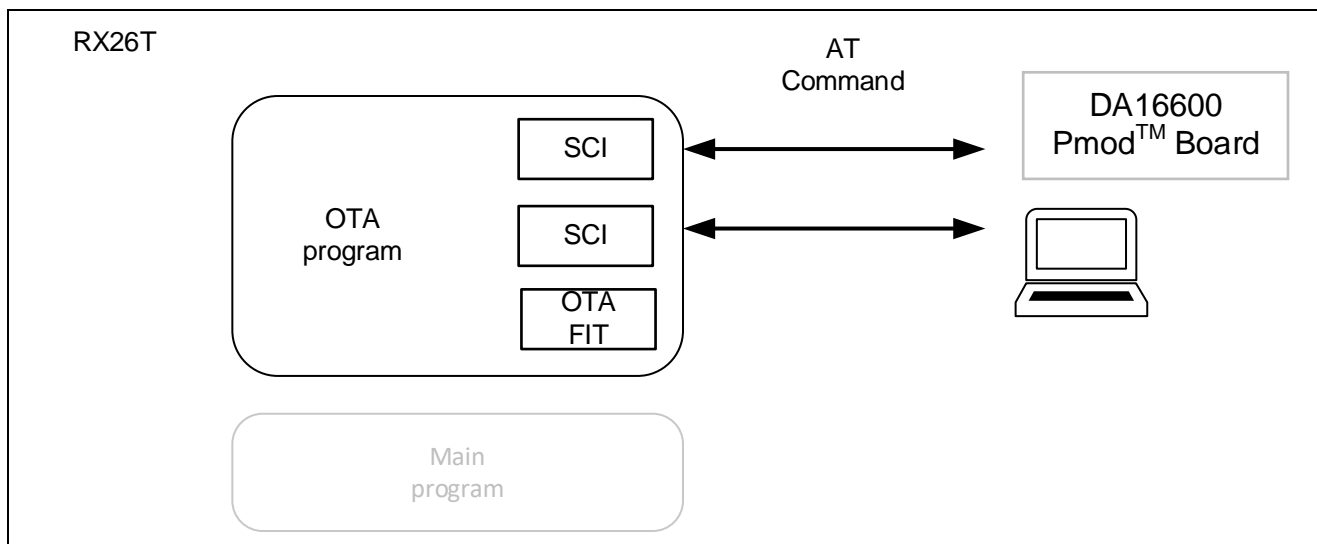 RX26T
AT
Command
DA16600
Pmod™ Board
SCI
OTA
program
SCI
OTA
FIT
Main
program